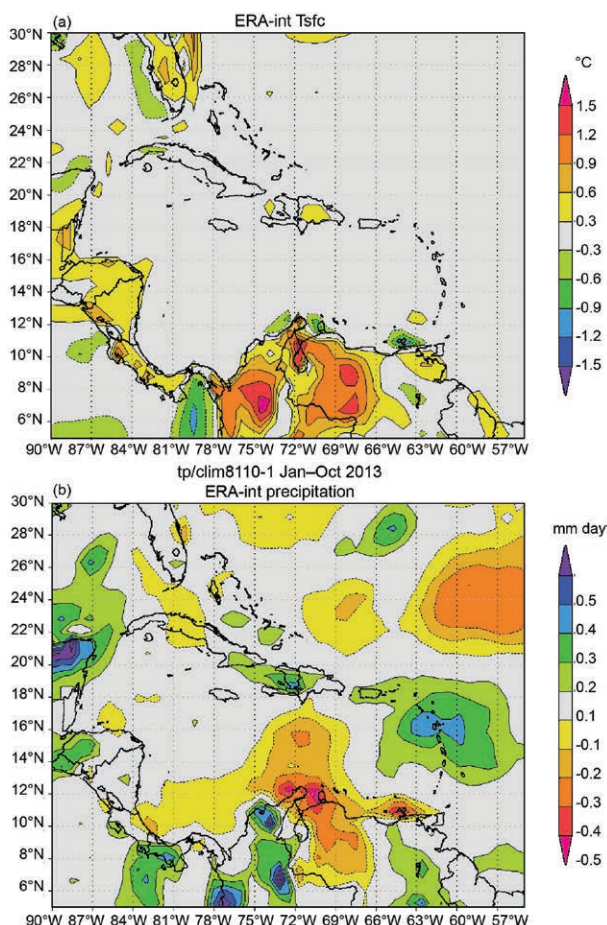 (a)
ERA-int Tsfc
°C
30°N
28°N
26°N
24°N
22°N
20°N
18°N
16°N
14°N
12°N
10°N
8°N
6°N
1.5
1.2
0.9
0.6
0.3
-0.3
-0.6
-0.9
-1.2
-1.5
90°W 87°W 84°W 81°W 78°W 75°W 72°W 69°W 66°W 63°W 60°W 57°W
tp/clim8110-1 Jan–Oct 2013
(b)
ERA-int precipitation
mm day
30°N
28°N
26°N
24°N
22°N
20°N
18°N
16°N
14°N
12°N
10°N
8°N
6°N
0.5
0.4
0.3
0.2
0.1
-0.1
-0.2
-0.3
-0.4
-0.5
90°W 87°W 84°W 81°W 78°W 75°W 72°W 69°W 66°W 63°W 60°W 57°W